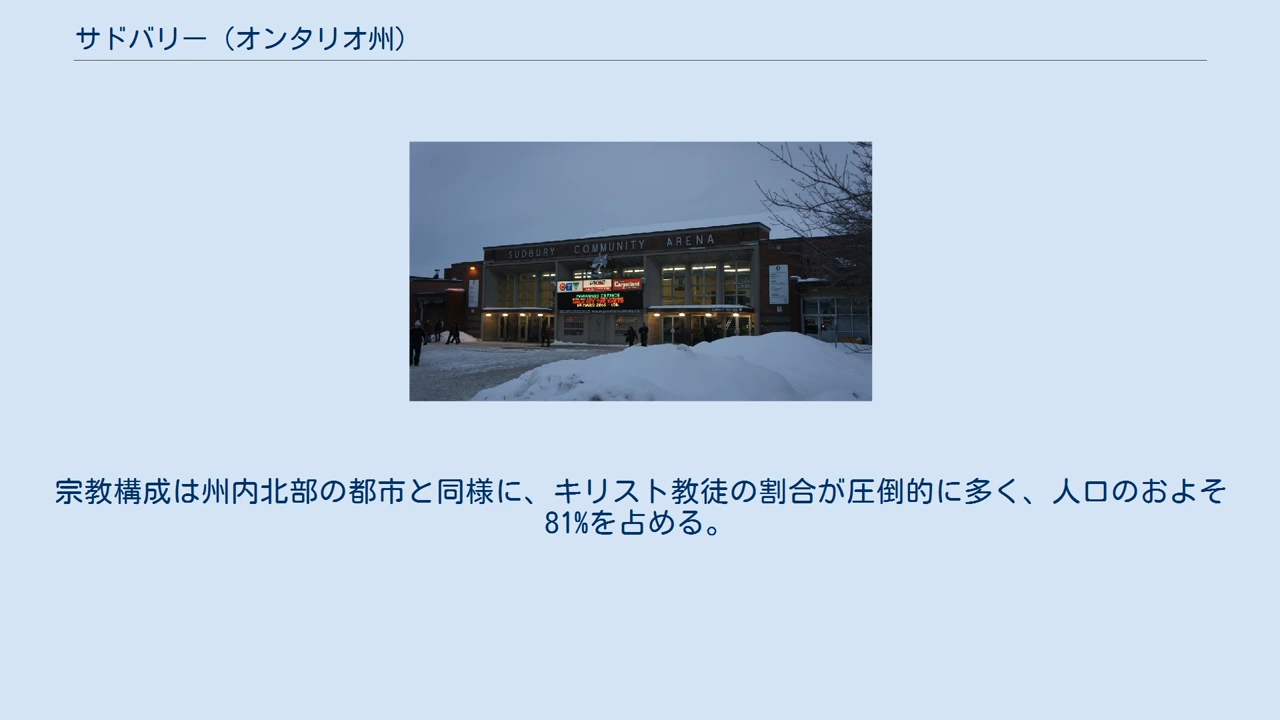 サドバリー（オンタリオ州）
SUDBURY COMMUNITY ARENA
CTV
宗教構成は州内北部の都市と同様に、キリスト教徒の割合が圧倒的に多く、人口のおよそ
81%を占める。